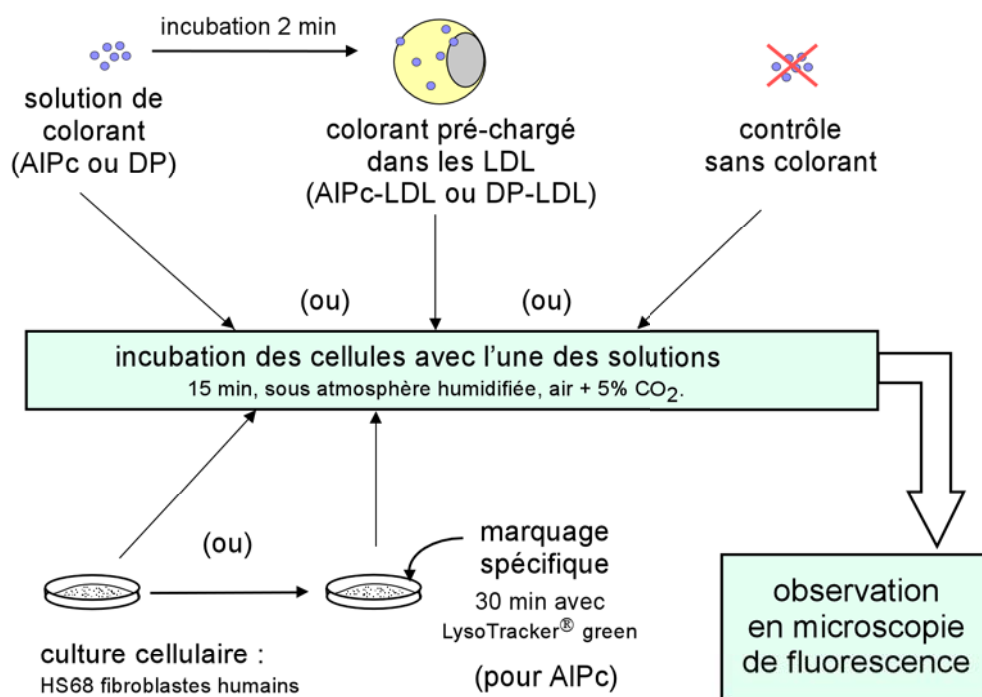 incubation 2 min
solution de
colorant
(AlPc ou DP)
colorant pré-chargé
dans les LDL
(AlPc-LDL ou DP-LDL)
contrôle
sans colorant
(ou)
(ou)
incubation des cellules avec l'une des solutions
15 min, sous atmosphère humidifiée, air + 5% CO₂.
(ou)
marquage
spécifique
30 min avec
LysoTracker® green
(pour AlPc)
culture cellulaire :
HS68 fibroblastes humains
observation
en microscopie
de fluorescence